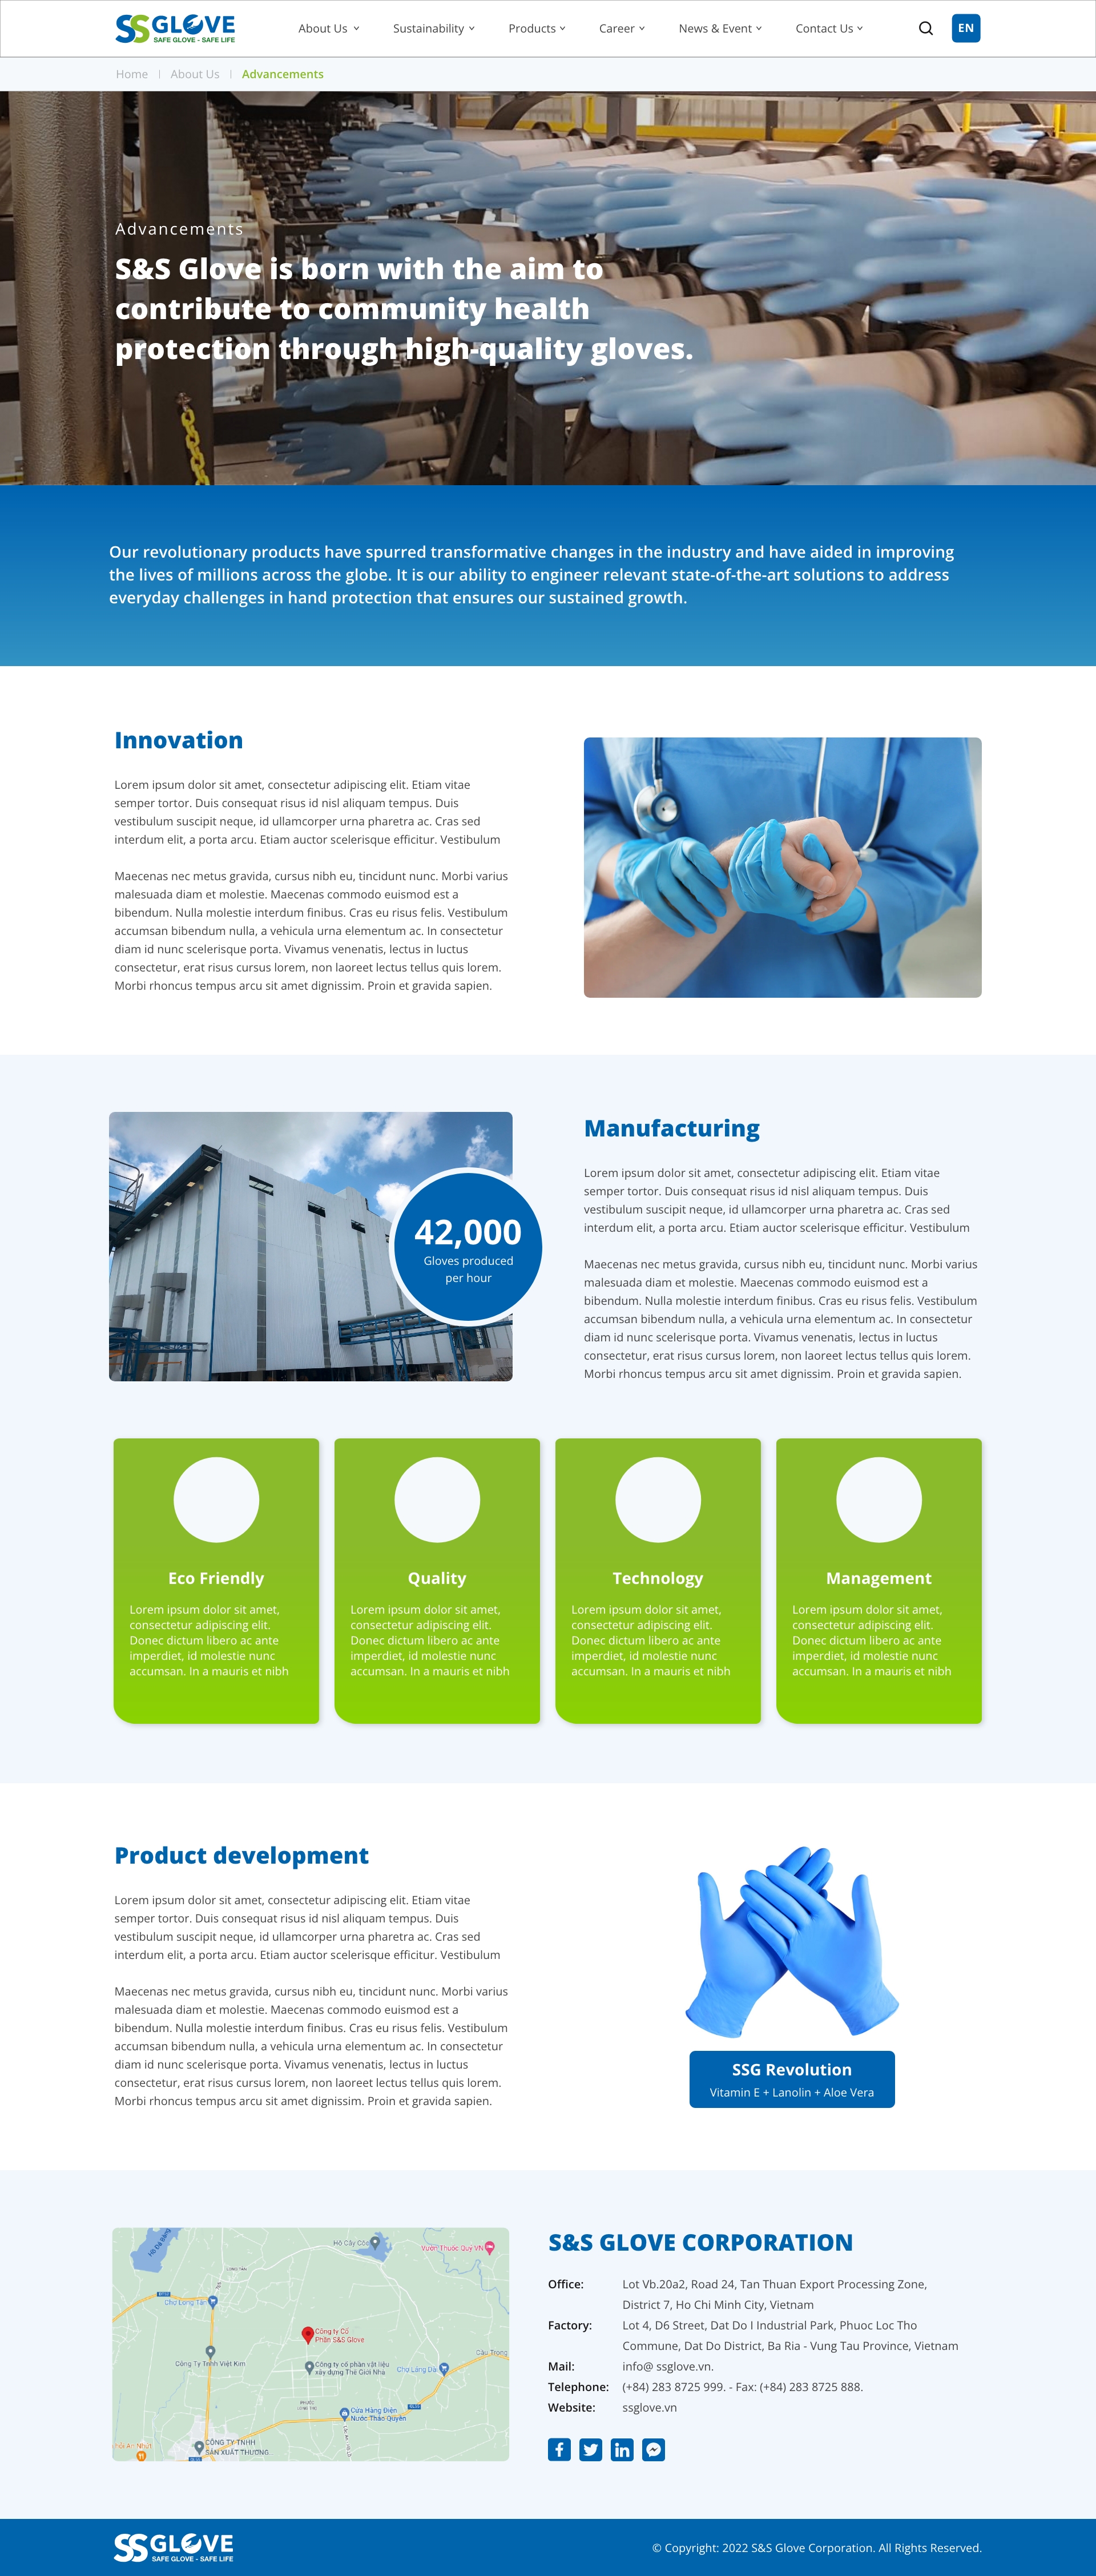 SSGLOVE
SAFE GLOVE - SAFE LIFE
About Us
Sustainability
Products
Career
News & Event
Contact Us
EN
Home
About Us
Advancements
Advancements
S&S Glove is born with the aim to
contribute to community health
protection through high-quality gloves.
Our revolutionary products have spurred transformative changes in the industry and have aided in improving
the lives of millions across the globe. It is our ability to engineer relevant state-of-the-art solutions to address
everyday challenges in hand protection that ensures our sustained growth.
Innovation
Lorem ipsum dolor sit amet, consectetur adipiscing elit. Etiam vitae
semper tortor. Duis consequat risus id nisl aliquam tempus. Duis
vestibulum suscipit neque, id ullamcorper urna pharetra ac. Cras sed
interdum elit, a porta arcu. Etiam auctor scelerisque efficitur. Vestibulum
Maecenas nec metus gravida, cursus nibh eu, tincidunt nunc. Morbi varius
malesuada diam et molestie. Maecenas commodo euismod est a
bibendum. Nulla molestie interdum finibus. Cras eu risus felis. Vestibulum
accumsan bibendum nulla, a vehicula urna elementum ac. In consectetur
diam id nunc scelerisque porta. Vivamus venenatis, lectus in luctus
consectetur, erat risus cursus lorem, non laoreet lectus tellus quis lorem.
Morbi rhoncus tempus arcu sit amet dignissim. Proin et gravida sapien.
42,000
Gloves produced
per hour
Manufacturing
Lorem ipsum dolor sit amet, consectetur adipiscing elit. Etiam vitae
semper tortor. Duis consequat risus id nisl aliquam tempus. Duis
vestibulum suscipit neque, id ullamcorper urna pharetra ac. Cras sed
interdum elit, a porta arcu. Etiam auctor scelerisque efficitur. Vestibulum
Maecenas nec metus gravida, cursus nibh eu, tincidunt nunc. Morbi varius
malesuada diam et molestie. Maecenas commodo euismod est a
bibendum. Nulla molestie interdum finibus. Cras eu risus felis. Vestibulum
accumsan bibendum nulla, a vehicula urna elementum ac. In consectetur
diam id nunc scelerisque porta. Vivamus venenatis, lectus in luctus
consectetur, erat risus cursus lorem, non laoreet lectus tellus quis lorem.
Morbi rhoncus tempus arcu sit amet dignissim. Proin et gravida sapien.
Eco Friendly
Lorem ipsum dolor sit amet,
consectetur adipiscing elit.
Donec dictum libero ac ante
imperdiet, id molestie nunc
accumsan. In a mauris et nibh
Quality
Lorem ipsum dolor sit amet,
consectetur adipiscing elit.
Donec dictum libero ac ante
imperdiet, id molestie nunc
accumsan. In a mauris et nibh
Technology
Lorem ipsum dolor sit amet,
consectetur adipiscing elit.
Donec dictum libero ac ante
imperdiet, id molestie nunc
accumsan. In a mauris et nibh
Management
Lorem ipsum dolor sit amet,
consectetur adipiscing elit.
Donec dictum libero ac ante
imperdiet, id molestie nunc
accumsan. In a mauris et nibh
Product development
Lorem ipsum dolor sit amet, consectetur adipiscing elit. Etiam vitae
semper tortor. Duis consequat risus id nisl aliquam tempus. Duis
vestibulum suscipit neque, id ullamcorper urna pharetra ac. Cras sed
interdum elit, a porta arcu. Etiam auctor scelerisque efficitur. Vestibulum
Maecenas nec metus gravida, cursus nibh eu, tincidunt nunc. Morbi varius
malesuada diam et molestie. Maecenas commodo euismod est a
bibendum. Nulla molestie interdum finibus. Cras eu risus felis. Vestibulum
accumsan bibendum nulla, a vehicula urna elementum ac. In consectetur
diam id nunc scelerisque porta. Vivamus venenatis, lectus in luctus
consectetur, erat risus cursus lorem, non laoreet lectus tellus quis lorem.
Morbi rhoncus tempus arcu sit amet dignissim. Proin et gravida sapien.
SSG Revolution
Vitamin E + Lanolin + Aloe Vera
Hồ Đá Bàng
Hồ Cây Cốc
Vườn Thuốc Quý VN
Chợ Long Tân
Công ty Cổ
Phần S&S Glove
Công Ty Tnhh Việt Kim
Công ty cổ phần vật liệu
xây dựng Thế Giới Nhà
Chợ Láng Dài
Cầu Trọng
Cửa Hàng Điện
Nước Thảo Quyên
CÔNG TY TNHH
SẢN XUẤT THƯƠNG
S&S GLOVE CORPORATION
Office: Lot Vb.20a2, Road 24, Tan Thuan Export Processing Zone,
District 7, Ho Chi Minh City, Vietnam
Factory: Lot 4, D6 Street, Dat Do I Industrial Park, Phuoc Loc Tho
Commune, Dat Do District, Ba Ria - Vung Tau Province, Vietnam
Mail: info@ ssglove.vn.
Telephone: (+84) 283 8725 999. - Fax: (+84) 283 8725 888.
Website: ssglove.vn
SSGLOVE
SAFE GLOVE - SAFE LIFE
© Copyright: 2022 S&S Glove Corporation. All Rights Reserved.